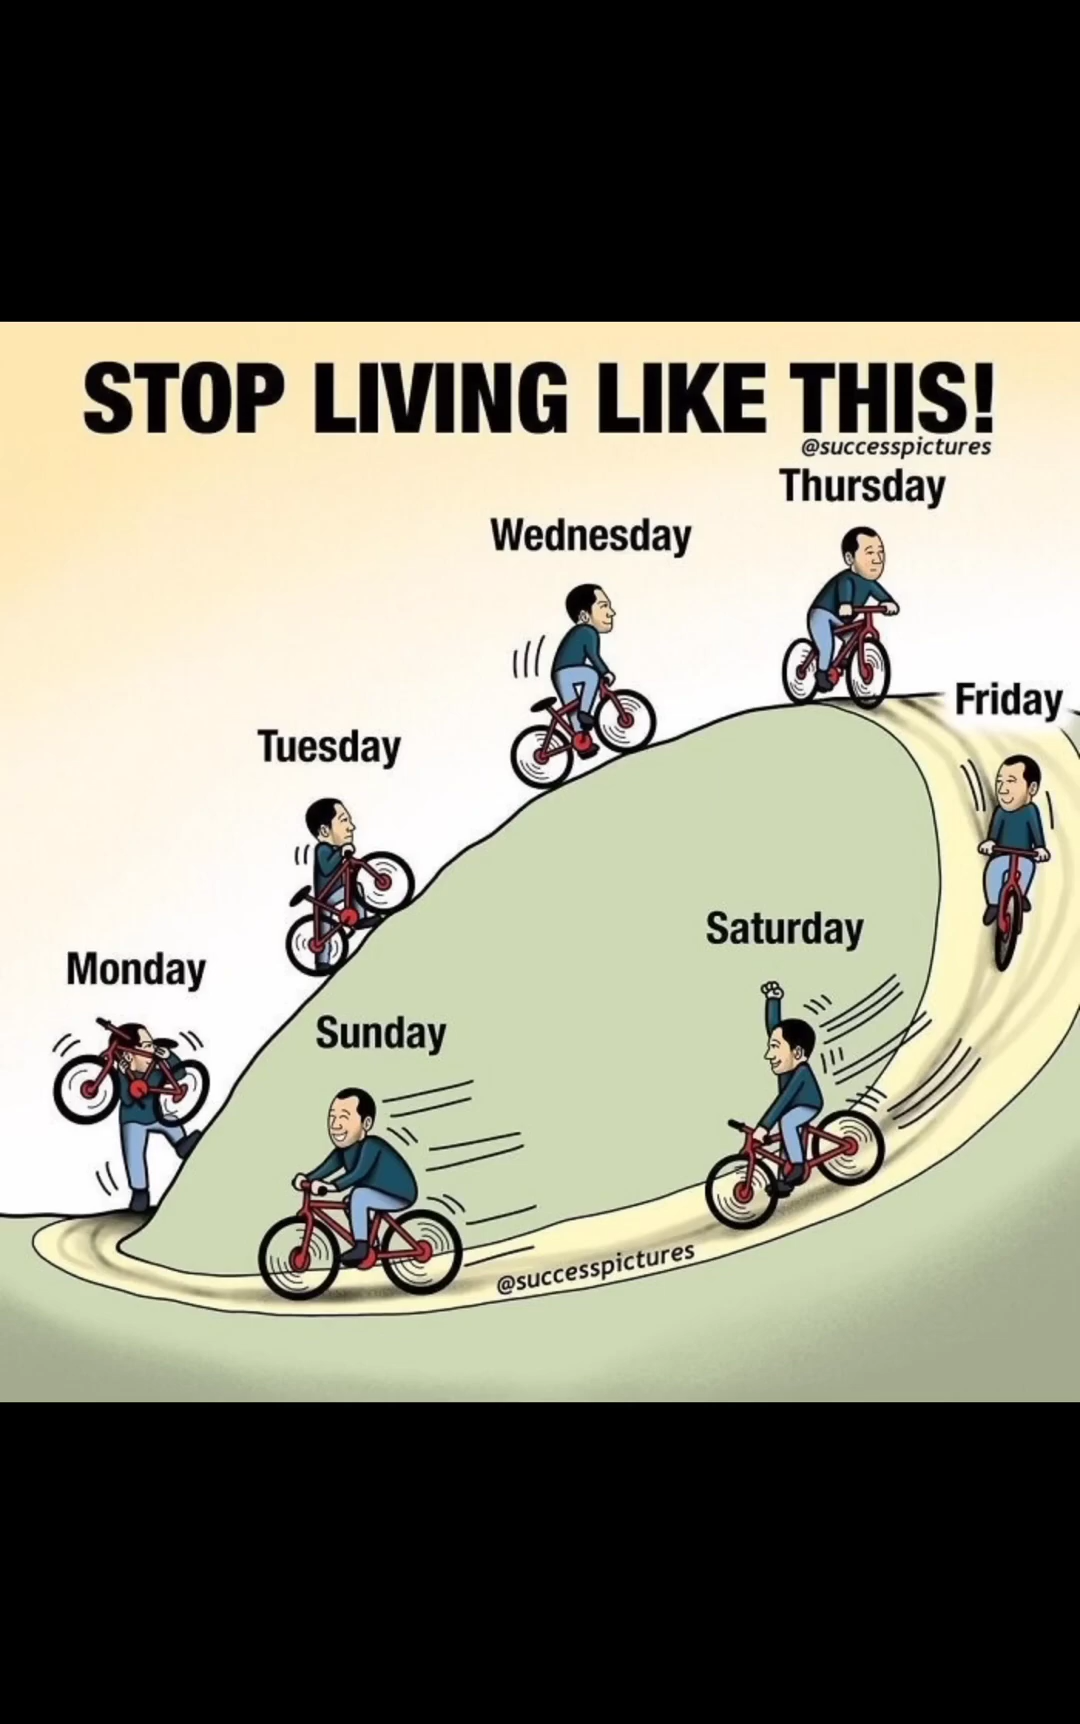 STOP LIVING LIKE THIS!
@successpictures
Thursday
Wednesday
Friday
Tuesday
Saturday
Monday
Sunday
@successpictures